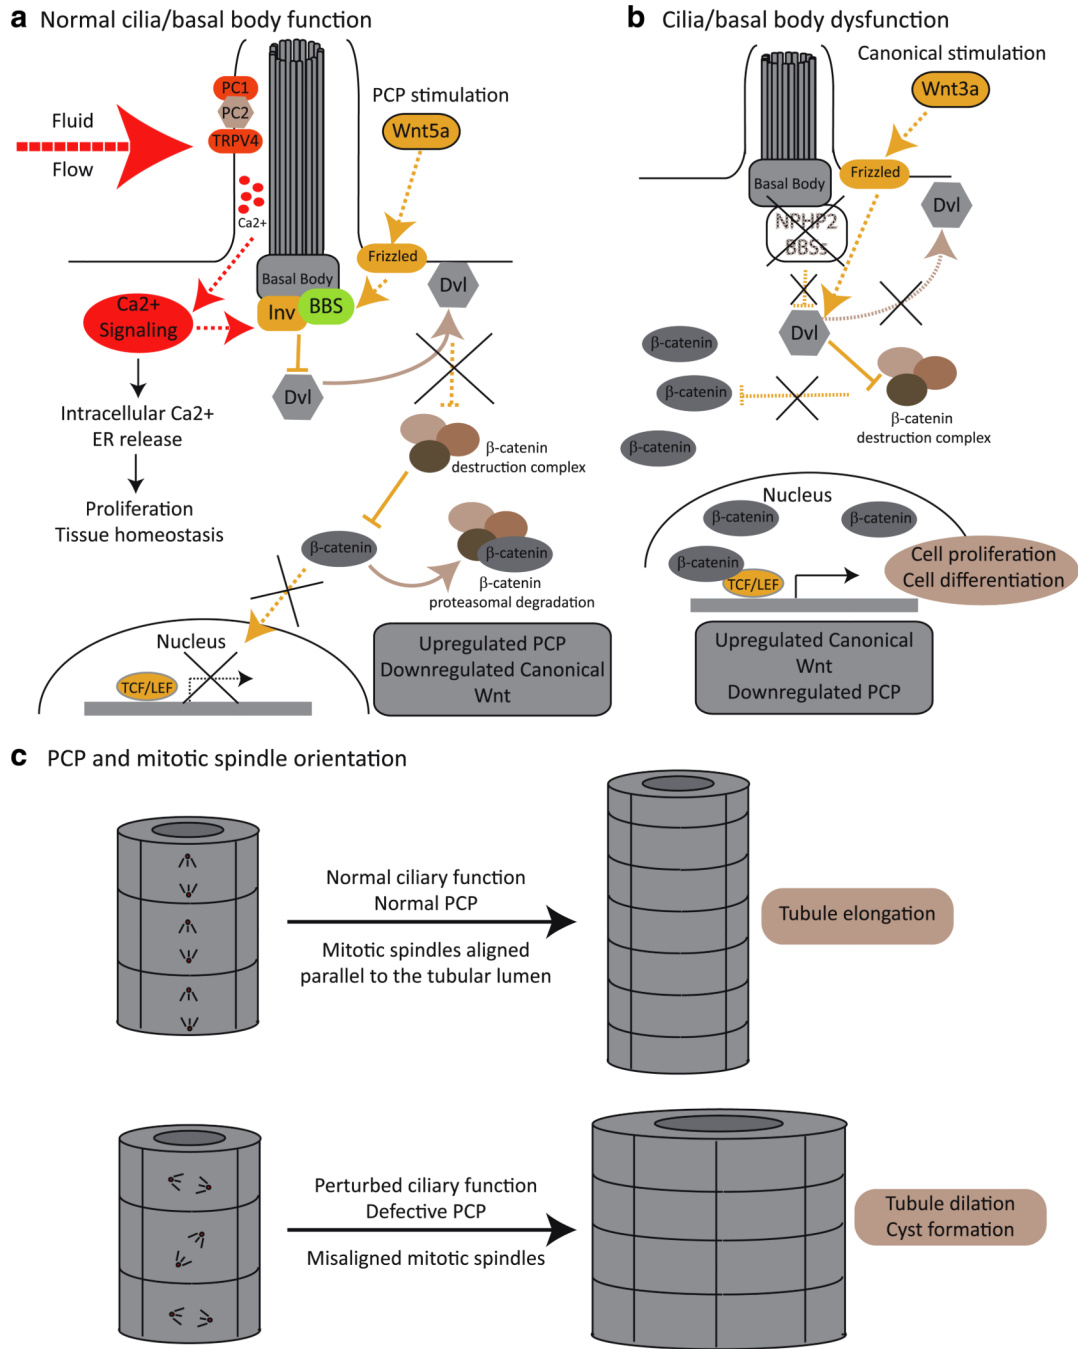 a Normal cilia/basal body function
PC1
PC2
TRPV4
Fluid
Flow
Ca2+
PCP stimulation
Wnt5a
Frizzled
Basal Body
Inv
BBS
Dvl
Dvl
Ca2+
Signaling
Intracellular Ca2+
ER release
Proliferation
Tissue homeostasis
β-catenin
destruction complex
β-catenin
β-catenin
β-catenin
proteasomal degradation
Nucleus
TCF/LEF
Upregulated PCP
Downregulated Canonical
Wnt
b Cilia/basal body dysfunction
Canonical stimulation
Wnt3a
Frizzled
Basal Body
NPHP2
BBSs
Dvl
Dvl
β-catenin
β-catenin
β-catenin
β-catenin
destruction complex
Nucleus
β-catenin
β-catenin
β-catenin
TCF/LEF
Cell proliferation
Cell differentiation
Upregulated Canonical
Wnt
Downregulated PCP
c PCP and mitotic spindle orientation
Normal ciliary function
Normal PCP
Mitotic spindles aligned
parallel to the tubular lumen
Tubule elongation
Perturbed ciliary function
Defective PCP
Misaligned mitotic spindles
Tubule dilation
Cyst formation